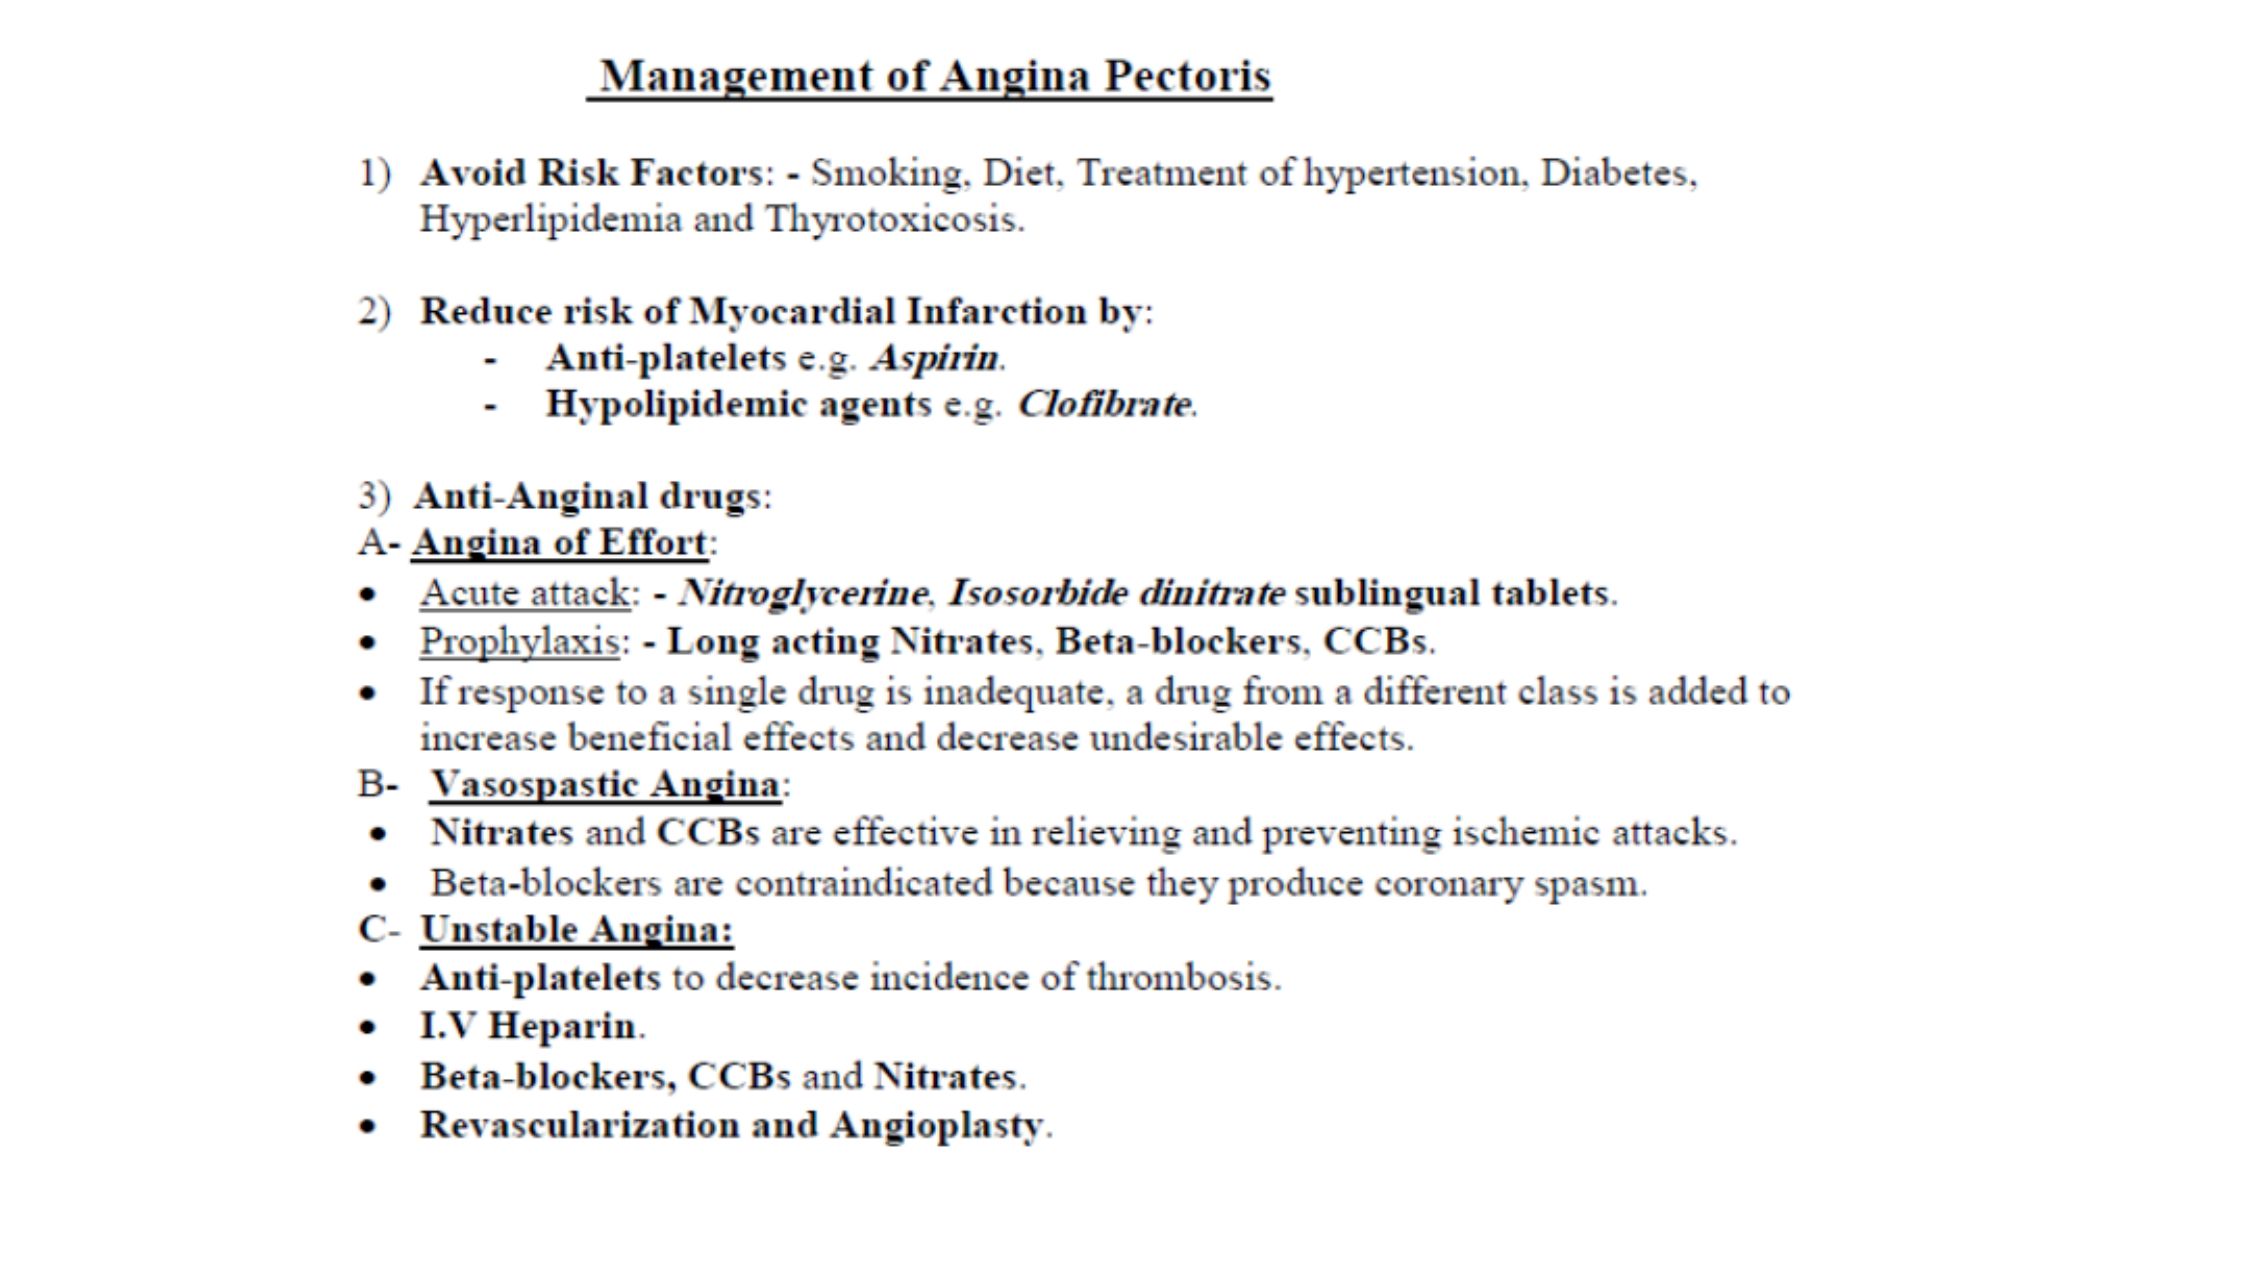 Management of Angina Pectoris
1) Avoid Risk Factors: - Smoking, Diet, Treatment of hypertension, Diabetes,
Hyperlipidemia and Thyrotoxicosis.
2) Reduce risk of Myocardial Infarction by:
- Anti-platelets e.g. Aspirin.
- Hypolipidemic agents e.g. Clofibrate.
3) Anti-Anginal drugs:
A- Angina of Effort:
• Acute attack: - Nitroglycerine, Isosorbide dinitrate sublingual tablets.
• Prophylaxis: - Long acting Nitrates, Beta-blockers, CCBs.
• If response to a single drug is inadequate, a drug from a different class is added to
increase beneficial effects and decrease undesirable effects.
B- Vasospastic Angina:
• Nitrates and CCBs are effective in relieving and preventing ischemic attacks.
• Beta-blockers are contraindicated because they produce coronary spasm.
C- Unstable Angina:
• Anti-platelets to decrease incidence of thrombosis.
• I.V Heparin.
• Beta-blockers, CCBs and Nitrates.
• Revascularization and Angioplasty.